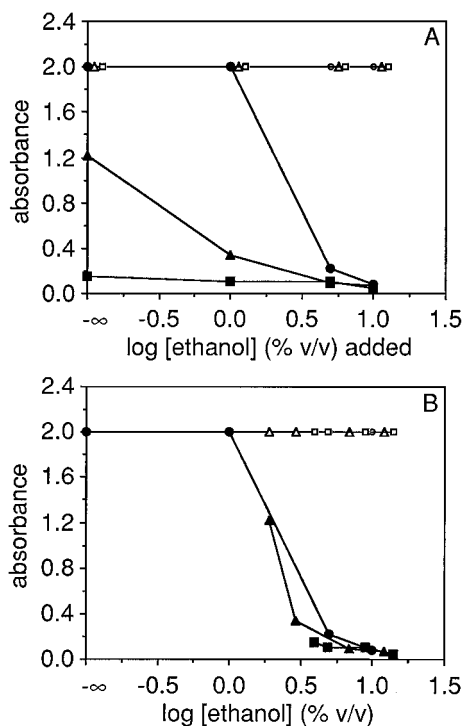 A
2.4
2.0
1.6
1.2
0.8
0.4
0.0
absorbance
-∞ -0.5 0.0 0.5 1.0 1.5
log [ethanol] (% v/v) added
B
2.4
2.0
1.6
1.2
0.8
0.4
0.0
absorbance
-∞ -0.5 0.0 0.5 1.0 1.5
log [ethanol] (% v/v)